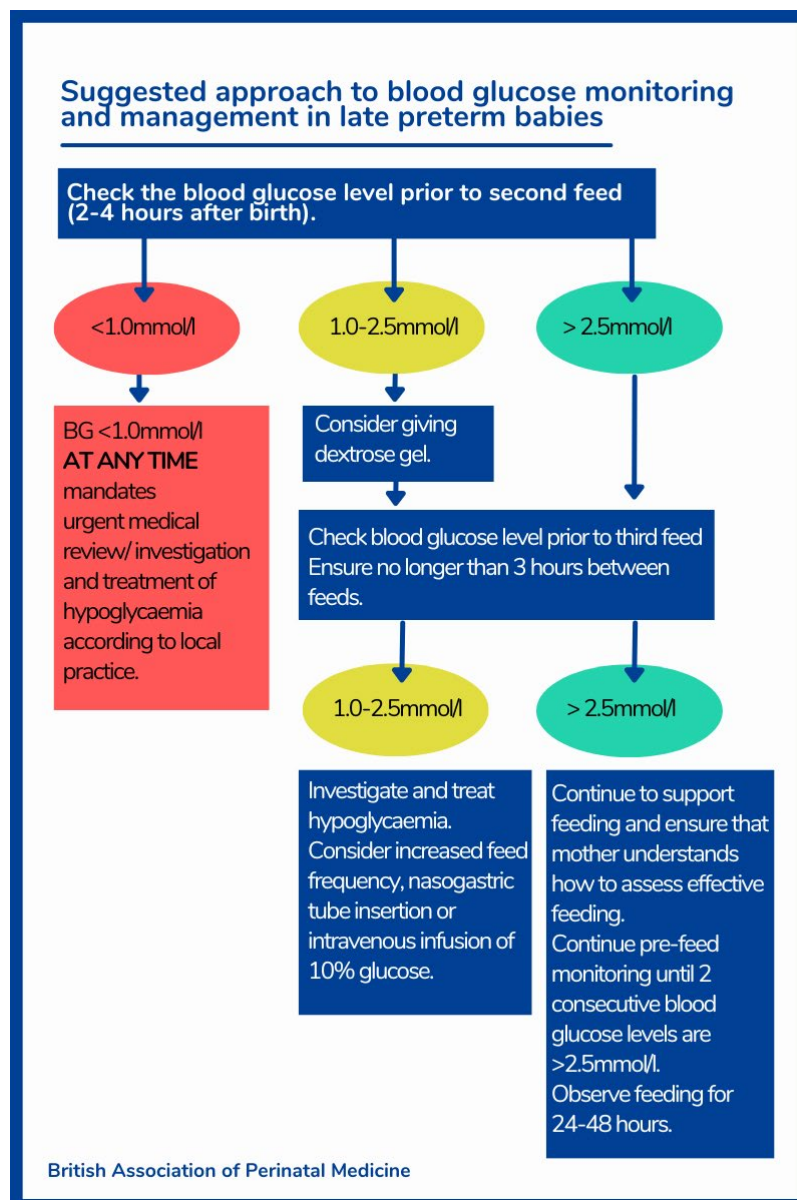 Suggested approach to blood glucose monitoring
and management in late preterm babies
Check the blood glucose level prior to second feed
(2-4 hours after birth).
<1.0mmol/l
1.0-2.5mmol/l
> 2.5mmol/l
BG <1.0mmol/l
AT ANY TIME
mandates
urgent medical
review/ investigation
and treatment of
hypoglycaemia
according to local
practice.
Consider giving
dextrose gel.
Check blood glucose level prior to third feed
Ensure no longer than 3 hours between
feeds.
1.0-2.5mmol/l
> 2.5mmol/l
Investigate and treat
hypoglycaemia.
Consider increased feed
frequency, nasogastric
tube insertion or
intravenous infusion of
10% glucose.
Continue to support
feeding and ensure that
mother understands
how to assess effective
feeding.
Continue pre-feed
monitoring until 2
consecutive blood
glucose levels are
>2.5mmol/l.
Observe feeding for
24-48 hours.
British Association of Perinatal Medicine